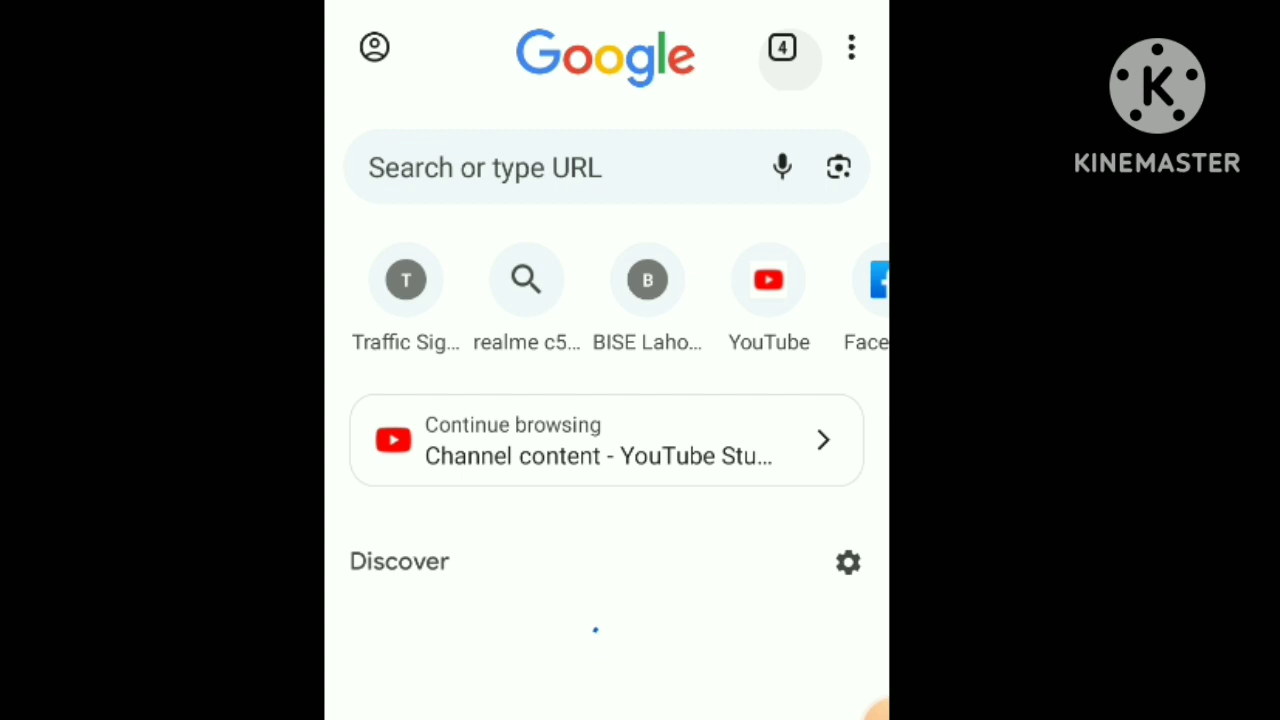 Google
4
Search or type URL
T
B
Traffic Sig...
realme c5...
BISE Laho...
YouTube
Face
Continue browsing
Channel content - YouTube Stu...
Discover
K
KINEMASTER